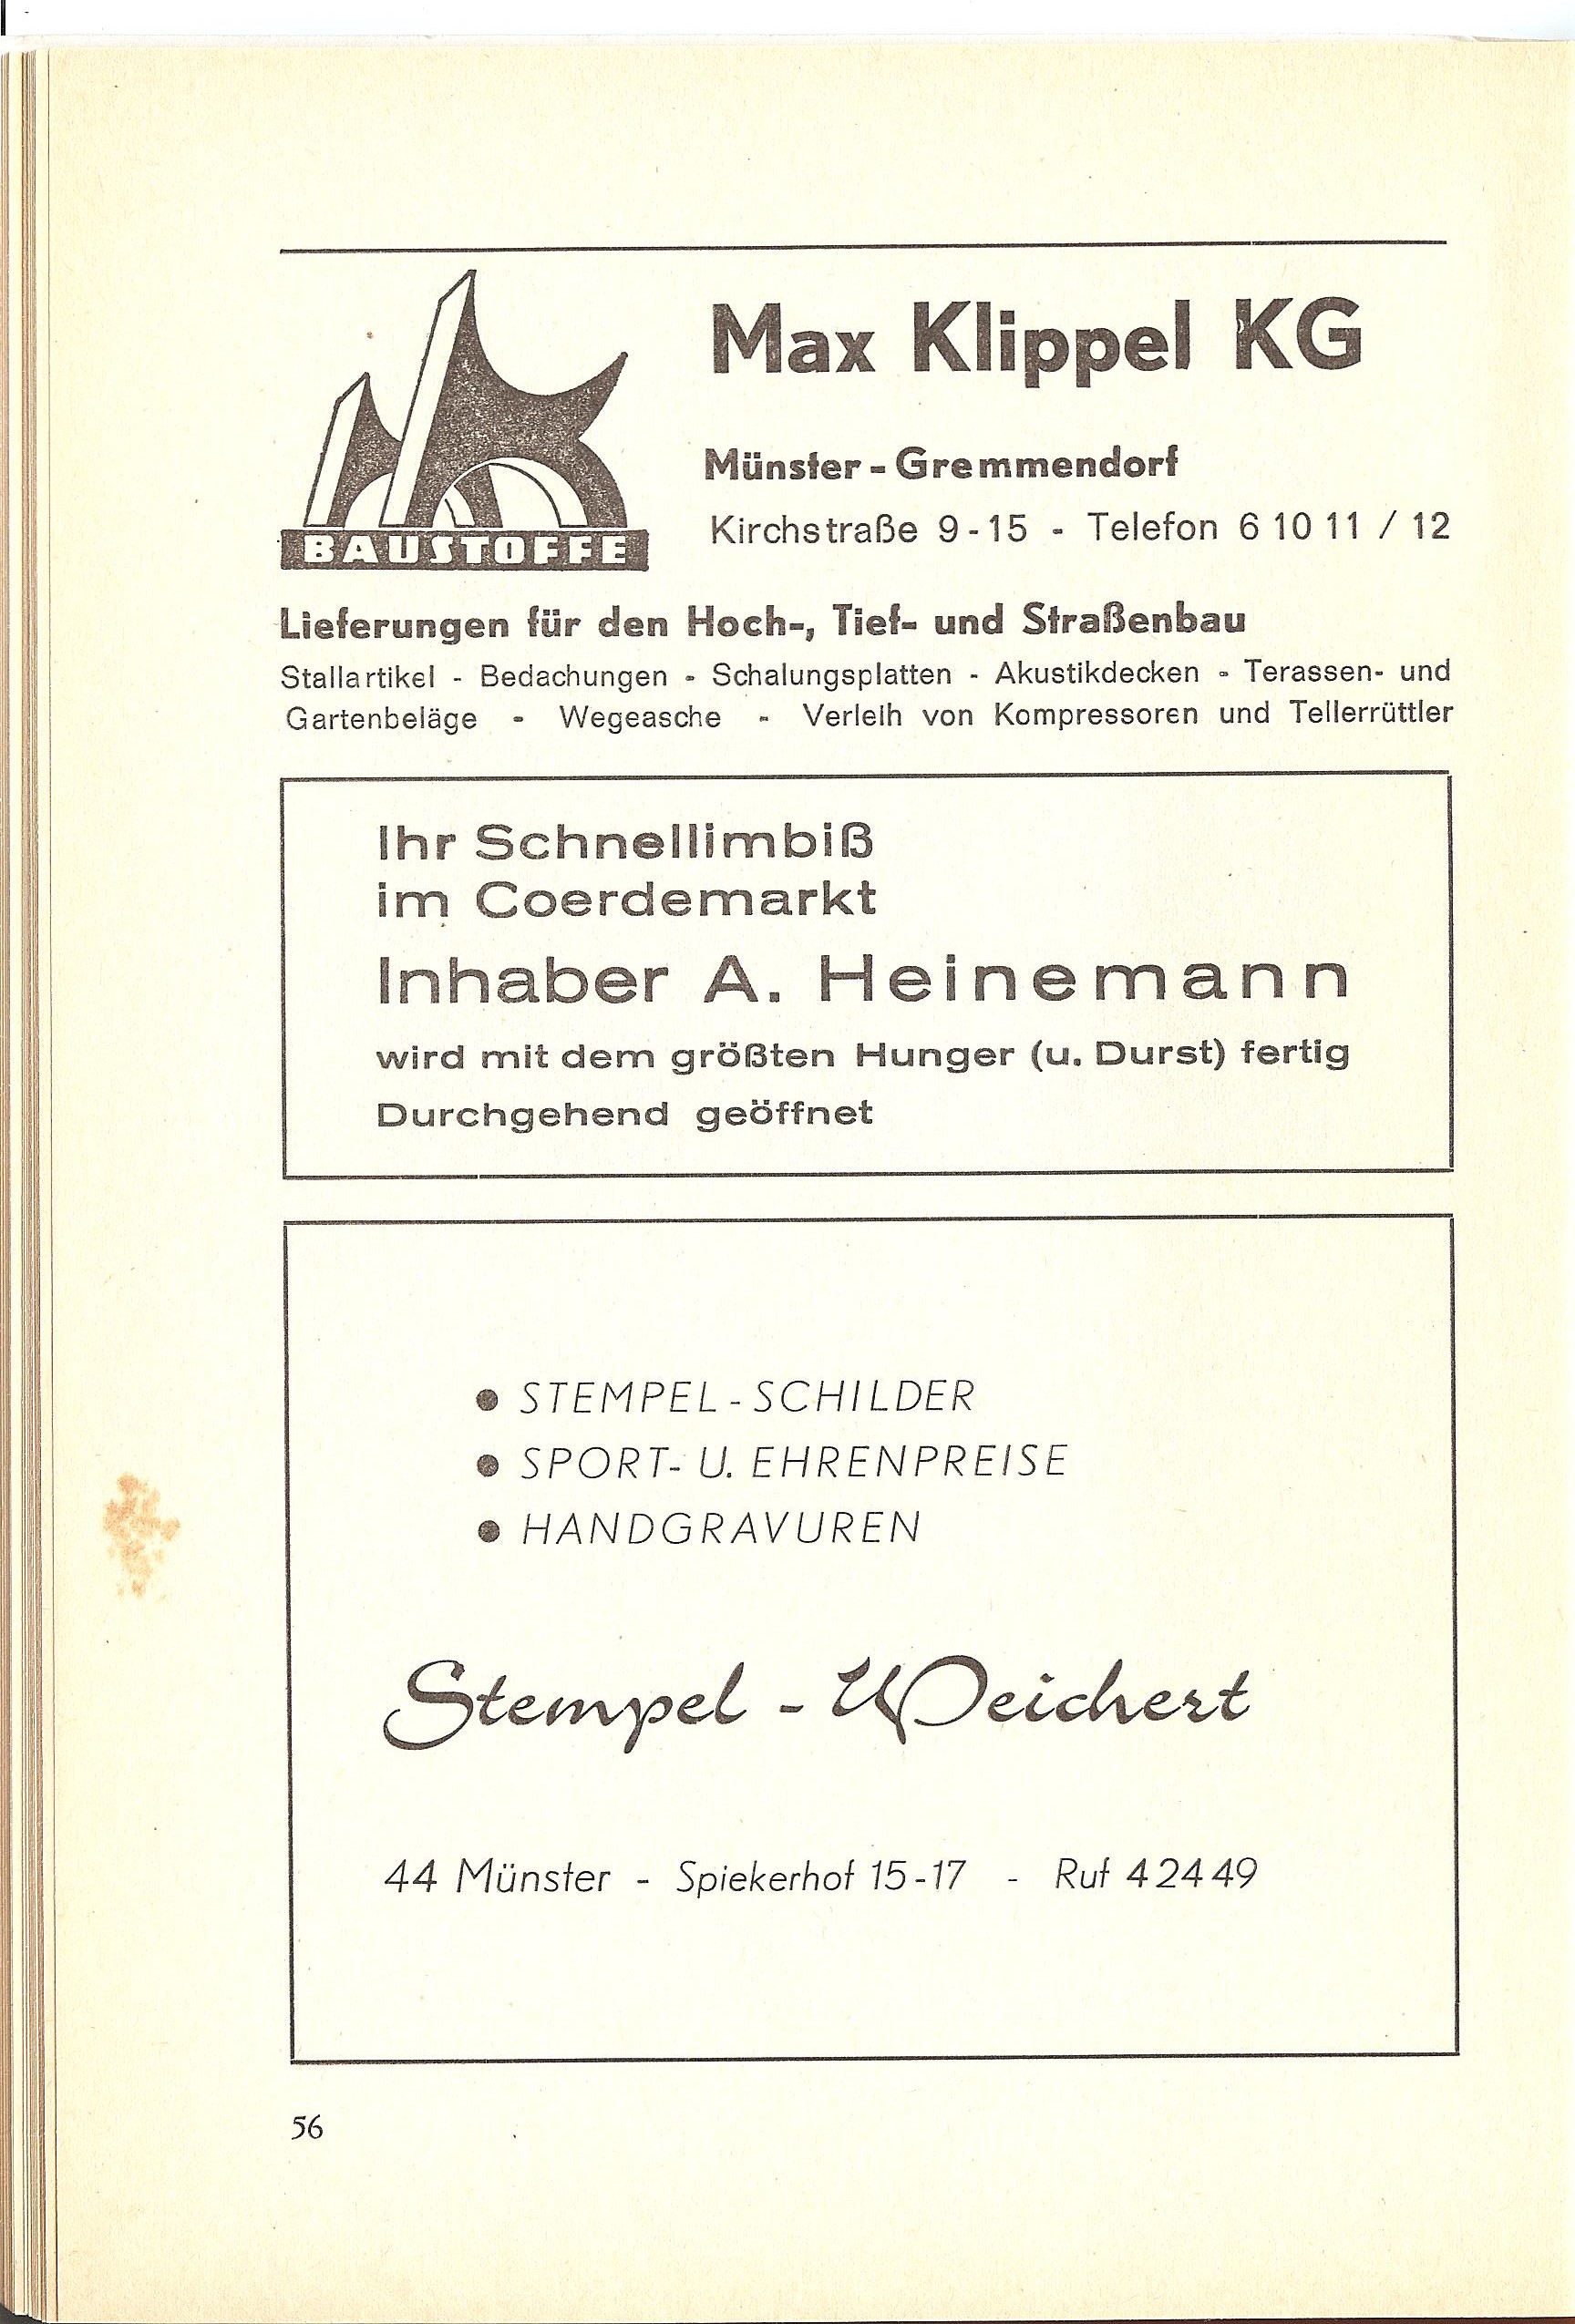 Max Klippel KG
Münster - Gremmendorf
Kirchstraße 9 - 15 - Telefon 6 10 11 / 12
BAUSTOFFE
Lieferungen für den Hoch-, Tief- und Straßenbau
Stallartikel - Bedachungen - Schalungsplatten - Akustikdecken - Terassen- und
Gartenbeläge - Wegeasche - Verleih von Kompressoren und Tellerrüttler
Ihr Schnellimbiß
im Coerdemarkt
Inhaber A. Heinemann
wird mit dem größten Hunger (u. Durst) fertig
Durchgehend geöffnet
● STEMPEL - SCHILDER
● SPORT- U. EHRENPREISE
● HANDGRAVUREN
Stempel - Weichert
44 Münster - Spiekerhof 15-17 - Ruf 4 24 49
56